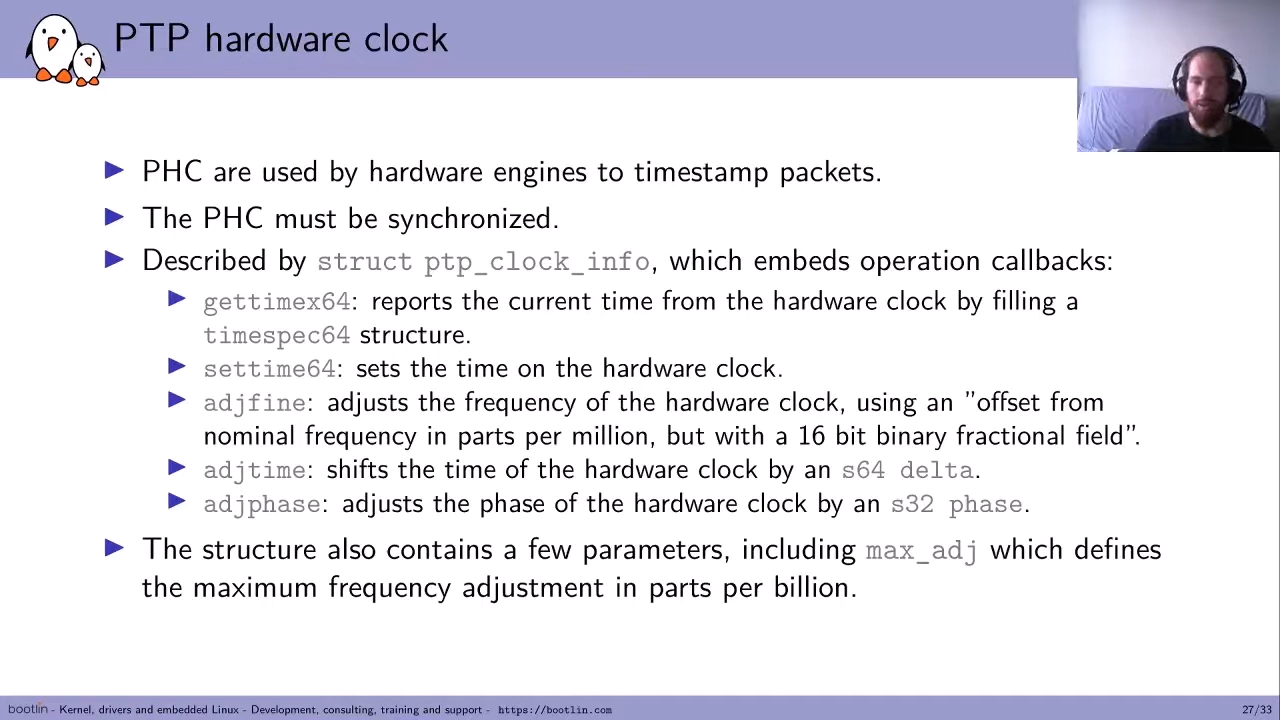 PTP hardware clock
PHC are used by hardware engines to timestamp packets.
The PHC must be synchronized.
Described by struct ptp_clock_info, which embeds operation callbacks:
gettimex64: reports the current time from the hardware clock by filling a
timespec64 structure.
settime64: sets the time on the hardware clock.
adjfine: adjusts the frequency of the hardware clock, using an ”offset from
nominal frequency in parts per million, but with a 16 bit binary fractional field”.
adjtime: shifts the time of the hardware clock by an s64 delta.
adjphase: adjusts the phase of the hardware clock by an s32 phase.
The structure also contains a few parameters, including max_adj which defines
the maximum frequency adjustment in parts per billion.
bootlin - Kernel, drivers and embedded Linux - Development, consulting, training and support - https://bootlin.com
27/33